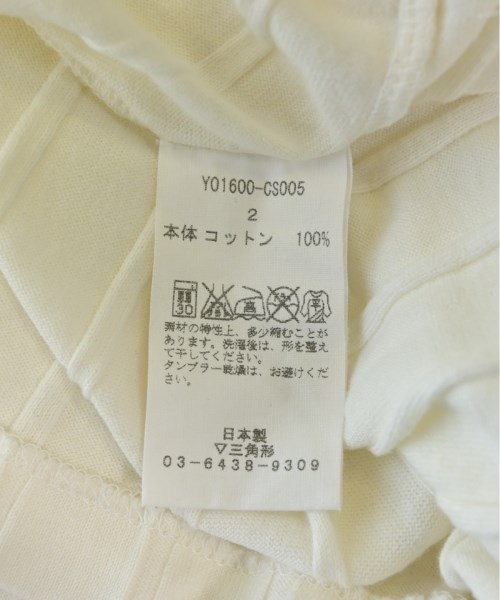 Y01600-CS005
2
本体 コットン 100%
30 高 平
素材の特性上、多少縮むことが
あります。洗濯後は、形を整え
て干してください。
タンブラー乾燥は、お避けくだ
さい。
日本製
▽三角形
03-6438-9309